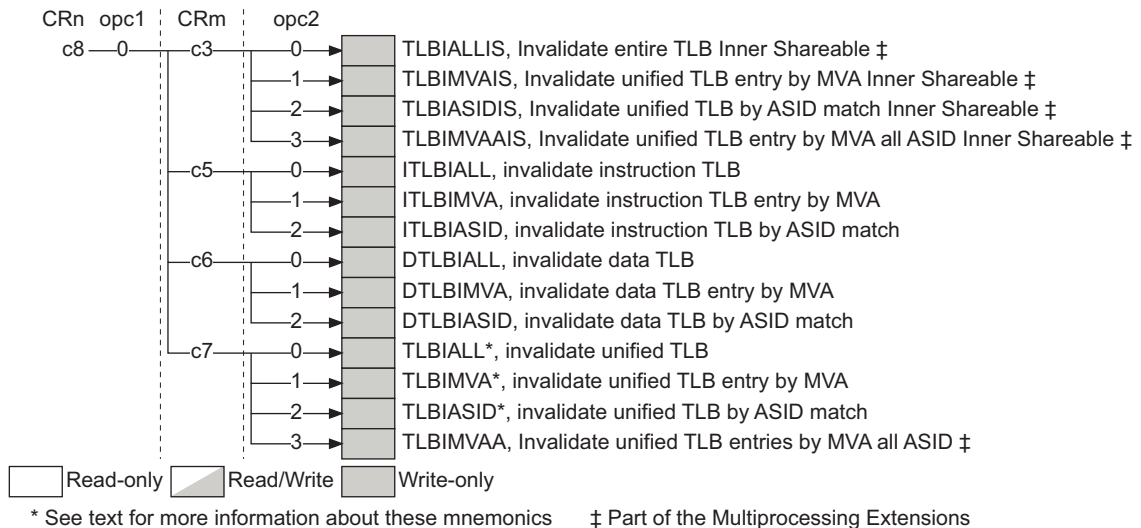 CRn opc1 CRm opc2
c8 0 c3 0 TLBIALLIS, Invalidate entire TLB Inner Shareable ‡
1 TLBIMVAIS, Invalidate unified TLB entry by MVA Inner Shareable ‡
2 TLBIASIDIS, Invalidate unified TLB by ASID match Inner Shareable ‡
3 TLBIMVAAIS, Invalidate unified TLB entry by MVA all ASID Inner Shareable ‡
c5 0 ITLBIALL, invalidate instruction TLB
1 ITLBIMVA, invalidate instruction TLB entry by MVA
2 ITLBIASID, invalidate instruction TLB by ASID match
c6 0 DTLBIALL, invalidate data TLB
1 DTLBIMVA, invalidate data TLB entry by MVA
2 DTLBIASID, invalidate data TLB by ASID match
c7 0 TLBIALL*, invalidate unified TLB
1 TLBIMVA*, invalidate unified TLB entry by MVA
2 TLBIASID*, invalidate unified TLB by ASID match
3 TLBIMVAA, Invalidate unified TLB entries by MVA all ASID ‡
Read-only Read/Write Write-only
* See text for more information about these mnemonics ‡ Part of the Multiprocessing Extensions